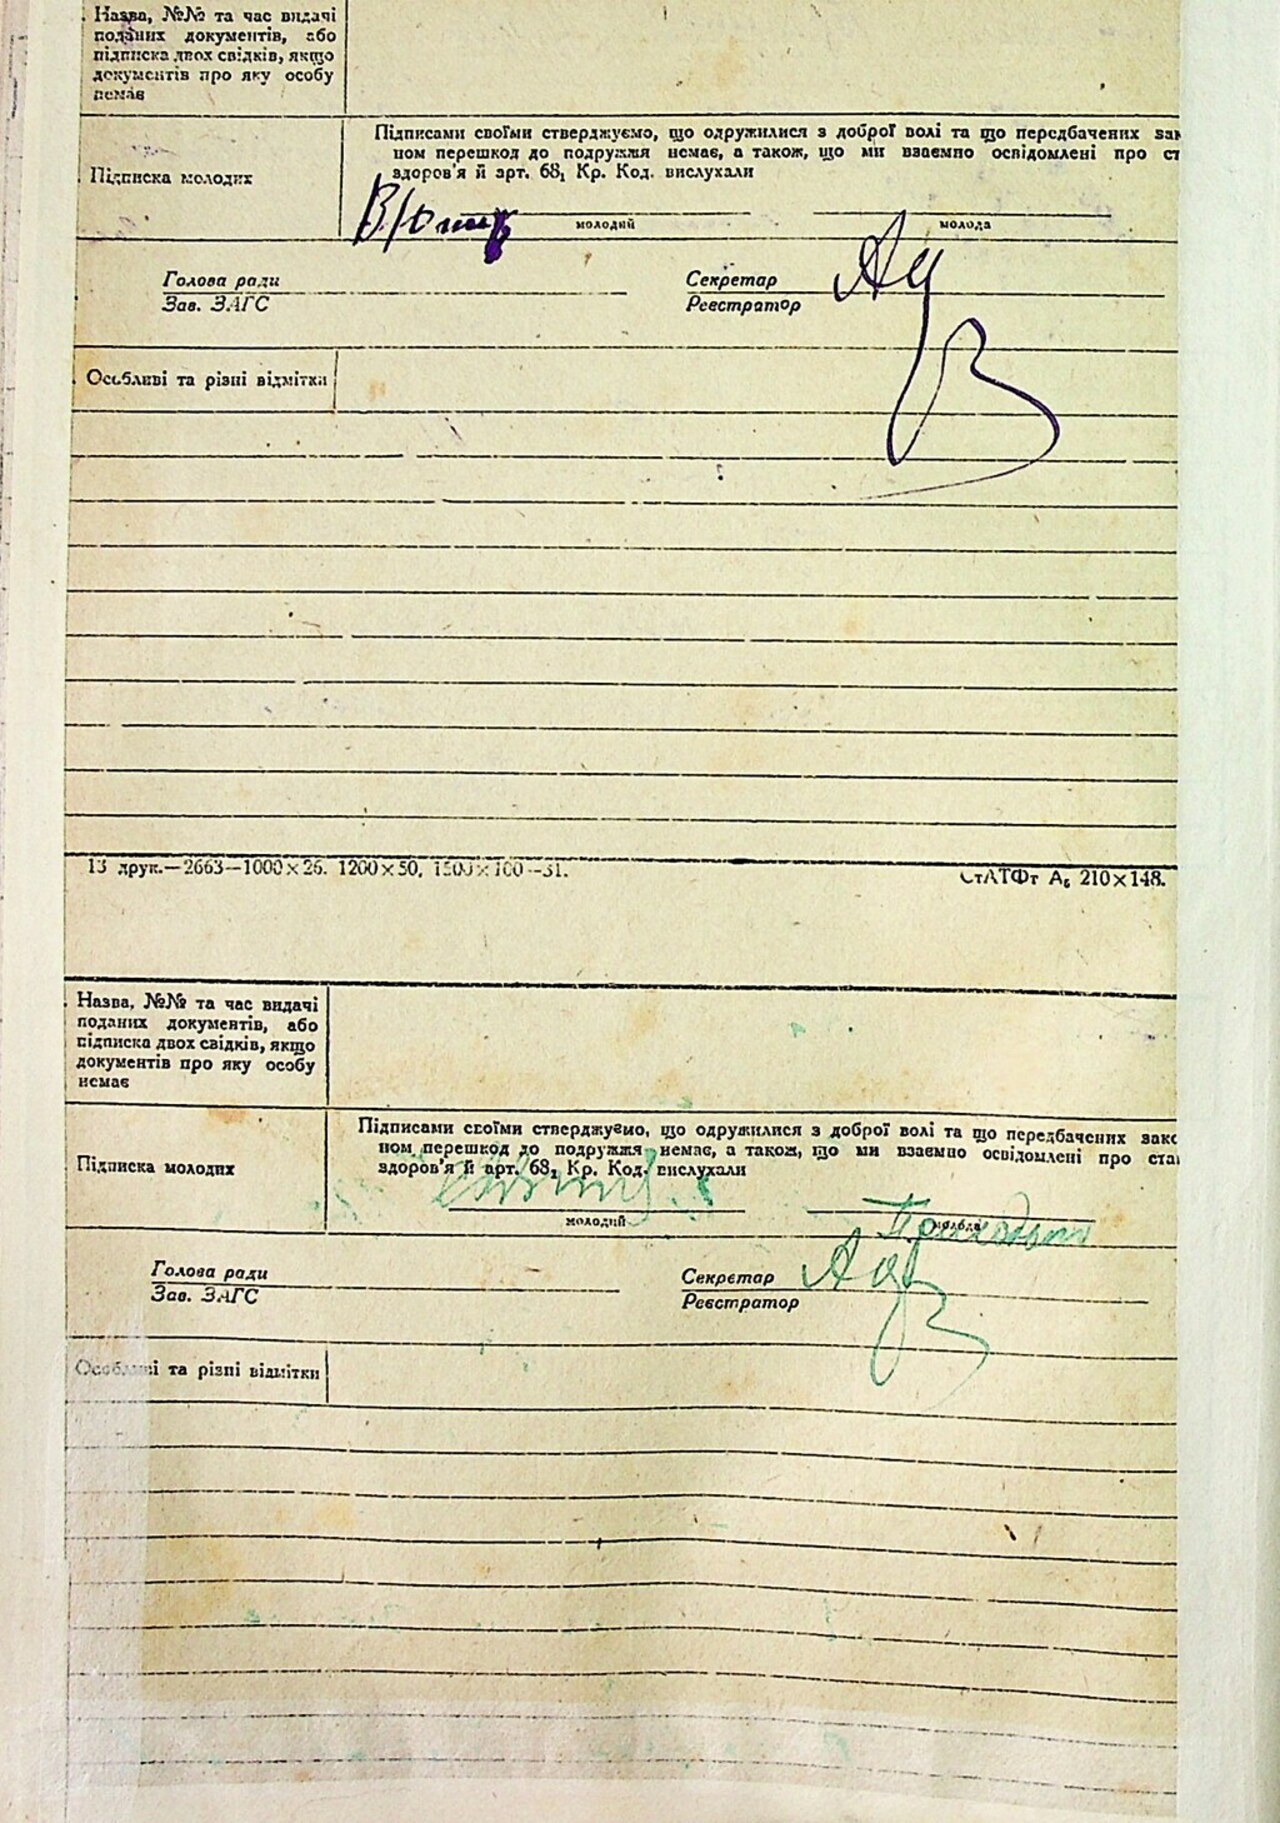 Назва, №№ та час видачі
поданих документів, або
підписка двох свідків, якщо
документів про яку особу
немає
Підписами своїми стверджуємо, що одружилися з доброї волі та що передбачених зак
ном перешкод до подружжя немає, а також, що ми взаємно освідомлені про ст
здоров'я й арт. 68₁ Кр. Код. вислухали
Підписка молодих
молодий молода
Голова ради Секретар
Зав. ЗАГС Реєстратор
Особливі та різні відмітки
13 друк.—2663—1000×26. 1200×50, 1500×100—31. СтАТФт А₆ 210×148.
Назва, №№ та час видачі
поданих документів, або
підписка двох свідків, якщо
документів про яку особу
немає
Підписами своїми стверджуємо, що одружилися з доброї волі та що передбачених зако
ном перешкод до подружжя немає, а також, що ми взаємно освідомлені про ста
здоров'я й арт. 68₁ Кр. Код. вислухали
Підписка молодих
молодий молода
Голова ради Секретар
Зав. ЗАГС Реєстратор
Особливі та різні відмітки